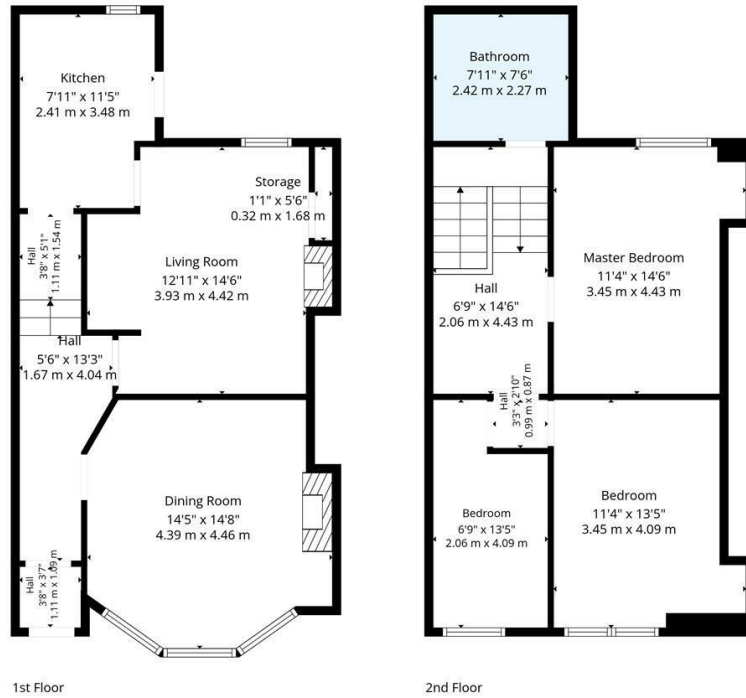 Kitchen
7'11" x 11'5"
2.41 m x 3.48 m
Storage
1'1" x 5'6"
0.32 m x 1.68 m
Hall
3'8" x 5'1"
1.11 m x 1.54 m
Living Room
12'11" x 14'6"
3.93 m x 4.42 m
Hall
5'6" x 13'3"
1.67 m x 4.04 m
Dining Room
14'5" x 14'8"
4.39 m x 4.46 m
Hall
3'8" x 3'7"
1.11 m x 1.09 m
1st Floor
Bathroom
7'11" x 7'6"
2.42 m x 2.27 m
Master Bedroom
11'4" x 14'6"
3.45 m x 4.43 m
Hall
6'9" x 14'6"
2.06 m x 4.43 m
Hall
3'3" x 2'10"
0.99 m x 0.87 m
Bedroom
6'9" x 13'5"
2.06 m x 4.09 m
Bedroom
11'4" x 13'5"
3.45 m x 4.09 m
2nd Floor